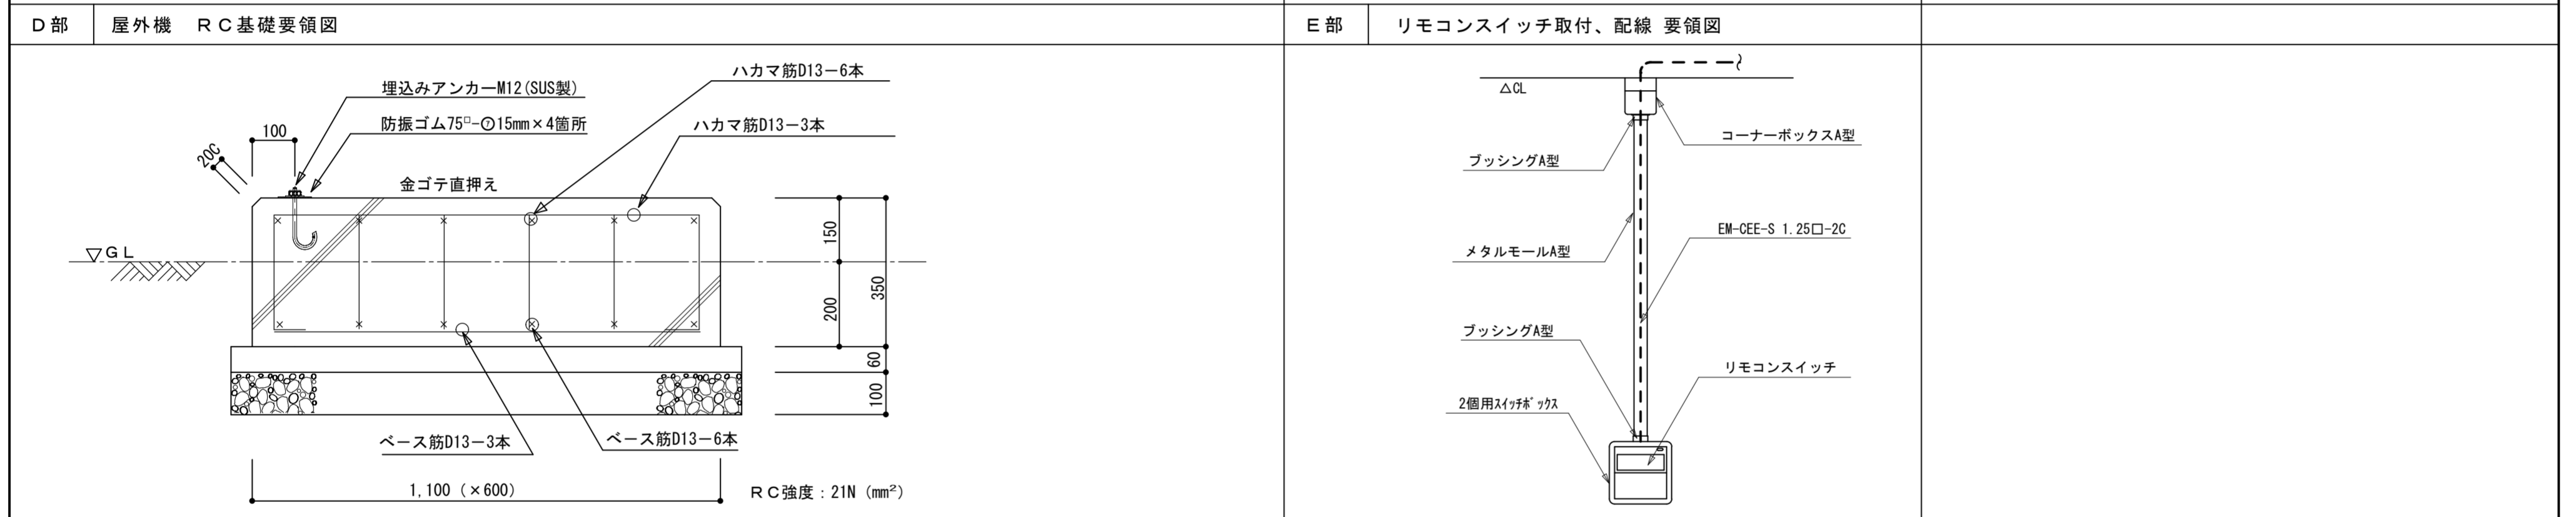 D部
屋外機　RC基礎要領図
E部
リモコンスイッチ取付、配線 要領図
ハカマ筋D13－6本
埋込みアンカーM12(SUS製)
防振ゴム75□-⑦15mm×4箇所
ハカマ筋D13－3本
100
20C
金ゴテ直押え
▽GL
150
200
350
60
100
ベース筋D13－3本
ベース筋D13－6本
1,100 (×600)
RC強度：21N (mm²)
△CL
コーナーボックスA型
ブッシングA型
EM-CEE-S 1.25□-2C
メタルモールA型
ブッシングA型
リモコンスイッチ
2個用ｽｲｯﾁﾎﾞｯｸｽ